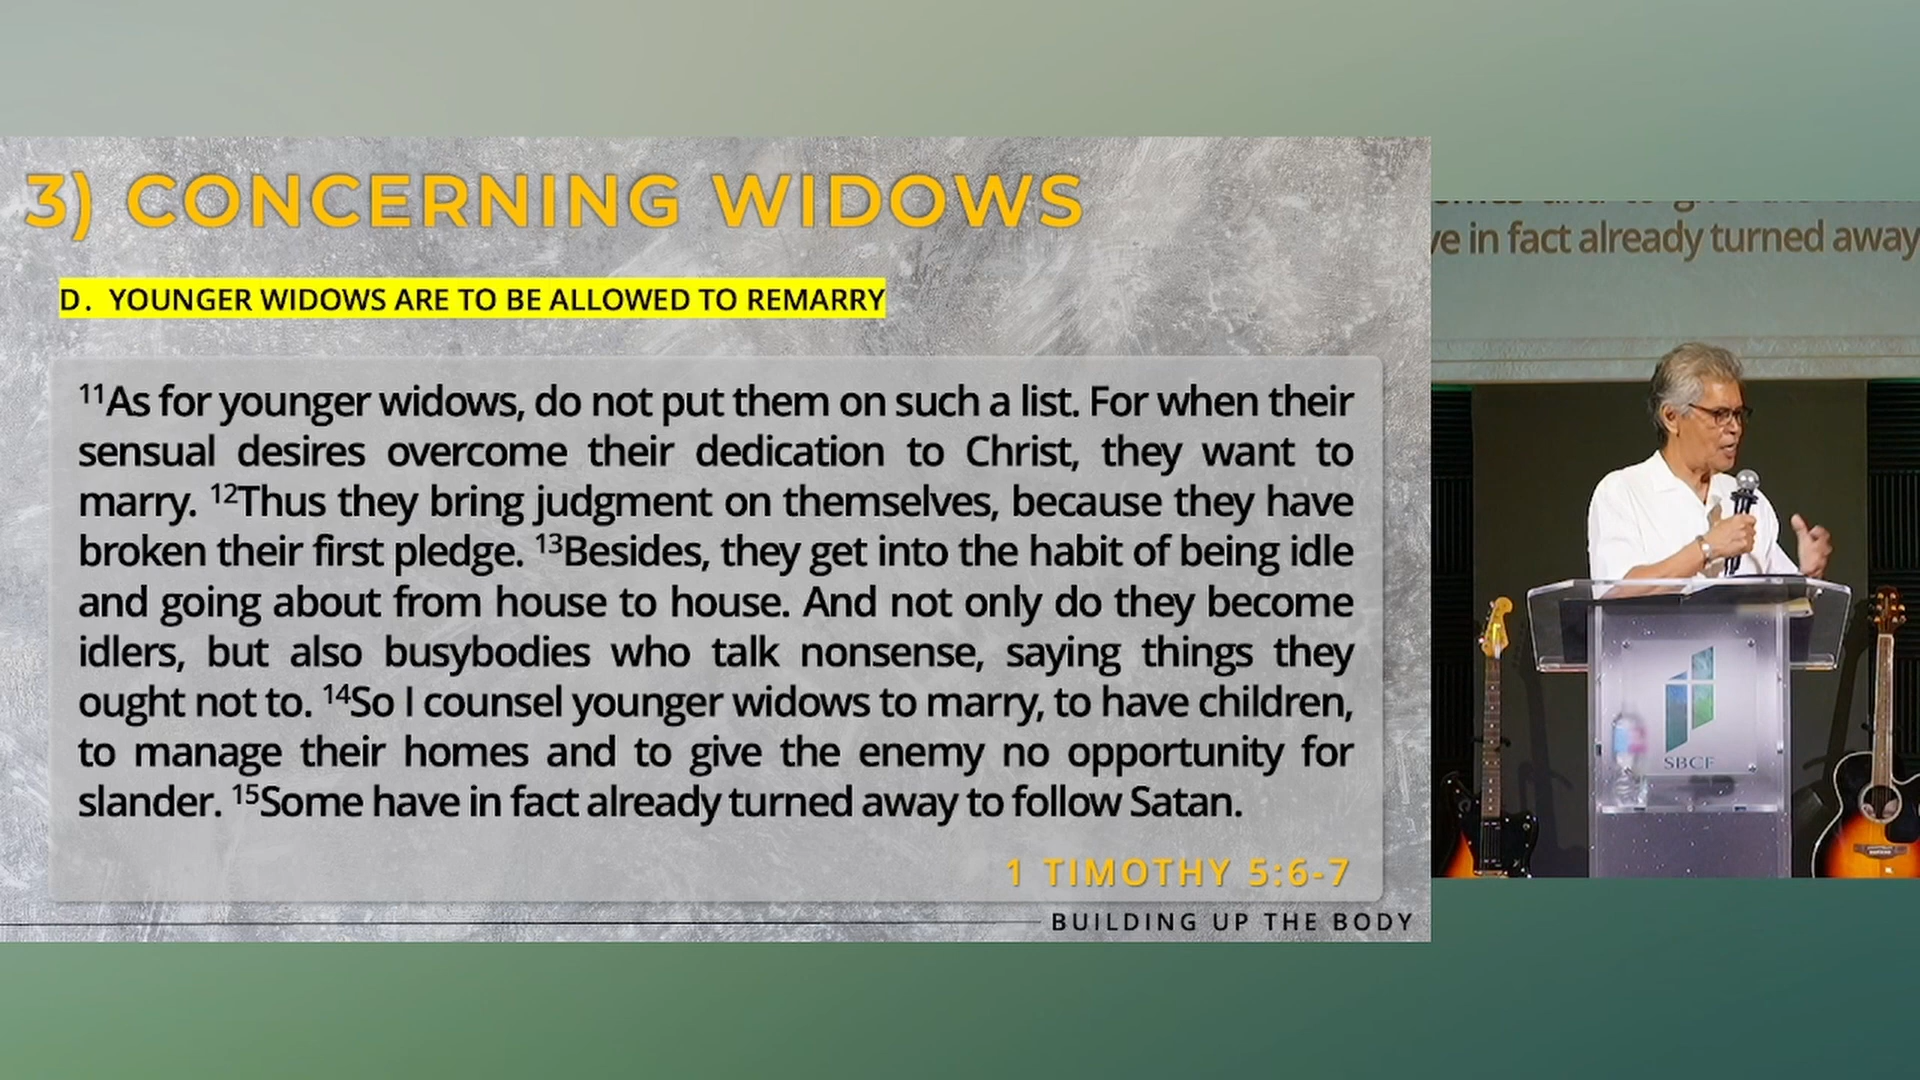 3) CONCERNING WIDOWS
D. YOUNGER WIDOWS ARE TO BE ALLOWED TO REMARRY
¹¹As for younger widows, do not put them on such a list. For when their
sensual desires overcome their dedication to Christ, they want to
marry. ¹²Thus they bring judgment on themselves, because they have
broken their first pledge. ¹³Besides, they get into the habit of being idle
and going about from house to house. And not only do they become
idlers, but also busybodies who talk nonsense, saying things they
ought not to. ¹⁴So I counsel younger widows to marry, to have children,
to manage their homes and to give the enemy no opportunity for
slander. ¹⁵Some have in fact already turned away to follow Satan.
1 TIMOTHY 5:6-7
BUILDING UP THE BODY
in fact already turned away
SBCF